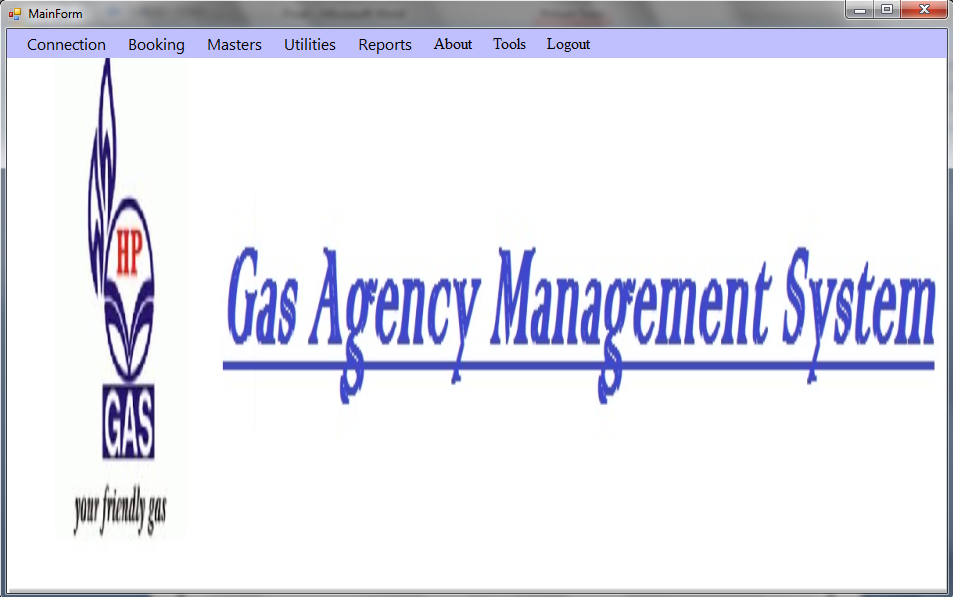 MainForm
Connection Booking Masters Utilities Reports About Tools Logout
HP
GAS
your friendly gas
Gas Agency Management System